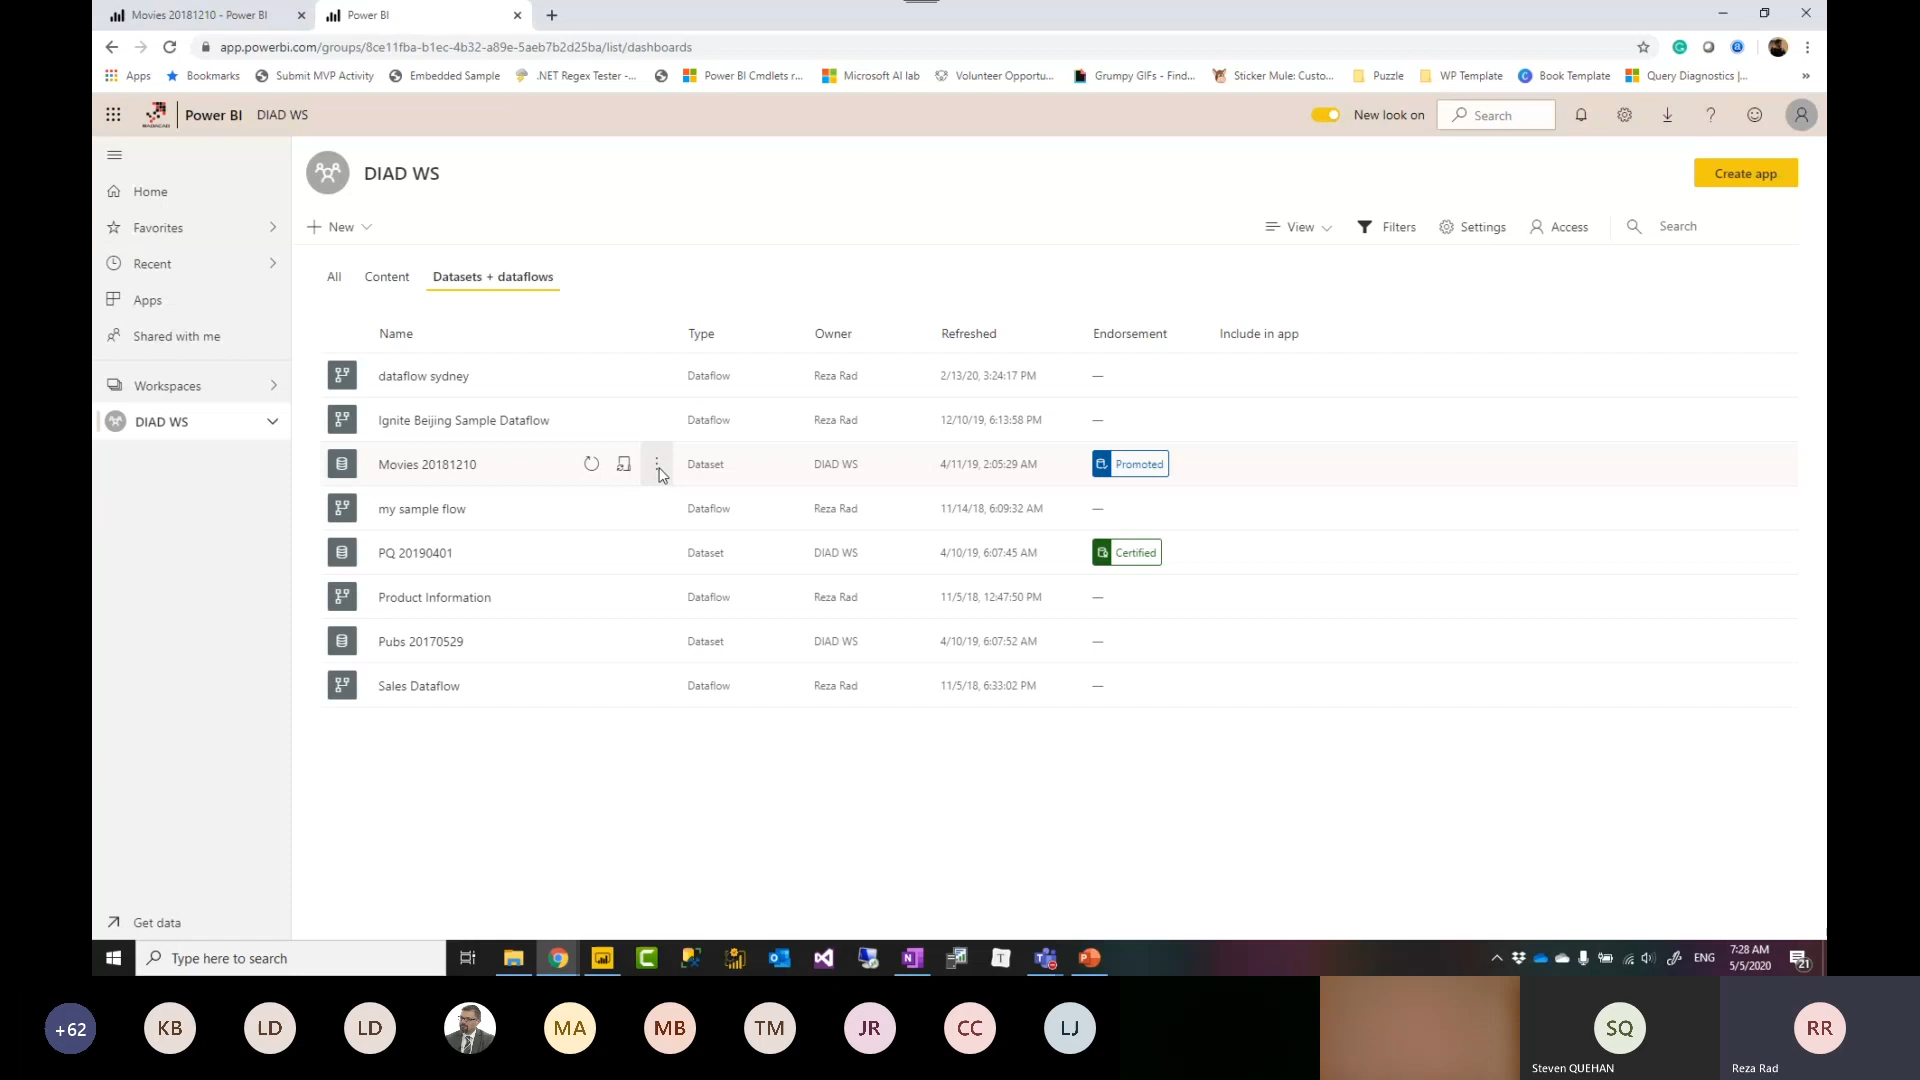 Movies 20181210 - Power BI
Power BI
app.powerbi.com/groups/8ce11fba-b1ec-4b32-a89e-5aeb7b2d25ba/list/dashboards
Apps Bookmarks Submit MVP Activity Embedded Sample .NET Regex Tester -... Power BI Cmdlets r... Microsoft AI lab Volunteer Opportu... Grumpy GIFs - Find... Sticker Mule: Custo... Puzzle WP Template Book Template Query Diagnostics |... »
Power BI DIAD WS New look on Search
DIAD WS
Create app
Home
Favorites
Recent
Apps
Shared with me
Workspaces
DIAD WS
Get data
New View Filters Settings Access Search
All Content Datasets + dataflows
Name Type Owner Refreshed Endorsement Include in app
dataflow sydney Dataflow Reza Rad 2/13/20, 3:24:17 PM —
Ignite Beijing Sample Dataflow Dataflow Reza Rad 12/10/19, 6:13:58 PM —
Movies 20181210 Dataset DIAD WS 4/11/19, 2:05:29 AM Promoted
my sample flow Dataflow Reza Rad 11/14/18, 6:09:32 AM —
PQ 20190401 Dataset DIAD WS 4/10/19, 6:07:45 AM Certified
Product Information Dataflow Reza Rad 11/5/18, 12:47:50 PM —
Pubs 20170529 Dataset DIAD WS 4/10/19, 6:07:52 AM —
Sales Dataflow Dataflow Reza Rad 11/5/18, 6:33:02 PM —
Type here to search
ENG
7:28 AM
5/5/2020
21
+62 KB LD LD MA MB TM JR CC LJ SQ RR
Steven QUEHAN
Reza Rad